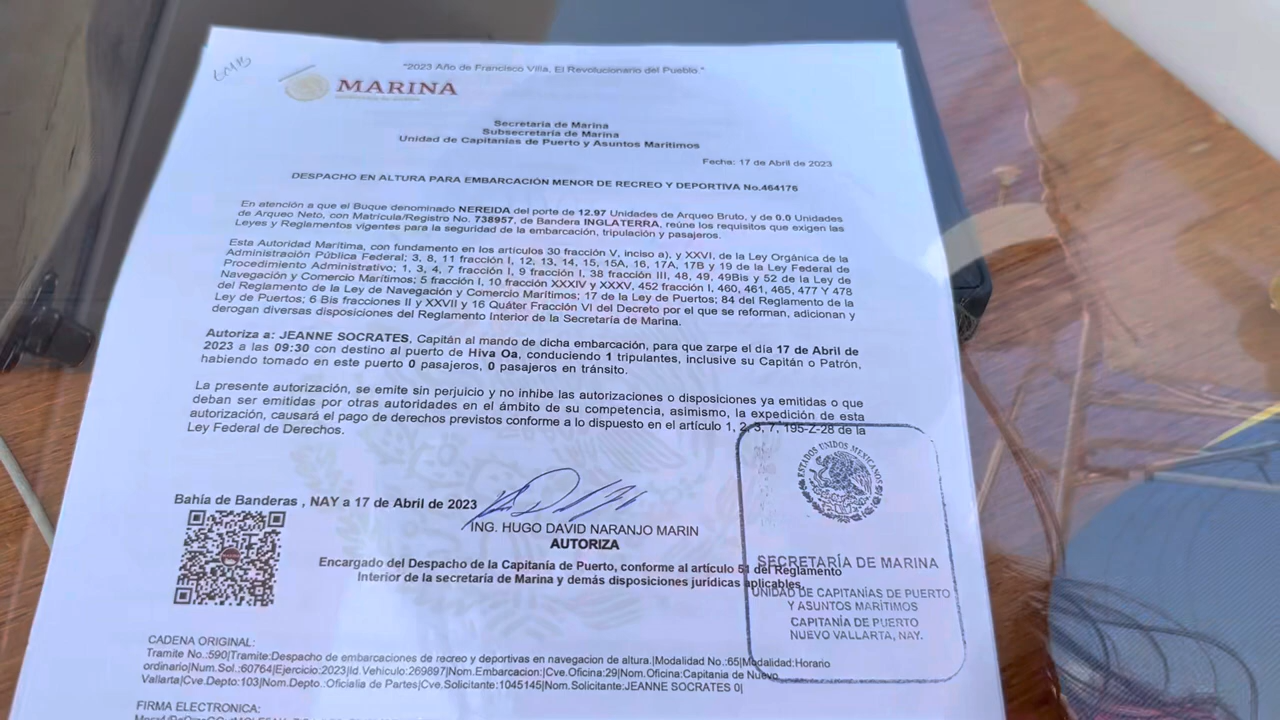 "2023 Año de Francisco Villa, El Revolucionario del Pueblo."
MARINA
Secretaría de Marina
Subsecretaría de Marina
Unidad de Capitanías de Puerto y Asuntos Marítimos
Fecha: 17 de Abril de 2023
DESPACHO EN ALTURA PARA EMBARCACIÓN MENOR DE RECREO Y DEPORTIVA No.464176
En atención a que el Buque denominado NEREIDA del porte de 12.97 Unidades de Arqueo Bruto, y de 0.0 Unidades
de Arqueo Neto, con Matrícula/Registro No. 738957, de Bandera INGLATERRA, reúne los requisitos que exigen las
Leyes y Reglamentos vigentes para la seguridad de la embarcación, tripulación y pasajeros.
Esta Autoridad Marítima, con fundamento en los artículos 30 fracción V, inciso a), y XXVI, de la Ley Orgánica de la
Administración Pública Federal; 3, 8, 11 fracción I, 12, 13, 14, 15, 15A, 16, 17A, 17B y 19 de la Ley Federal de
Procedimiento Administrativo; 1, 3, 4, 7 fracción I, 9 fracción I, 38 fracción III, 48, 49, 49Bis y 52 de la Ley de
Navegación y Comercio Marítimos; 5 fracción I, 10 fracción XXXIV y XXXV, 452 fracción I, 460, 461, 465, 477 Y 478
del Reglamento de la Ley de Navegación y Comercio Marítimos; 17 de la Ley de Puertos; 84 del Reglamento de la
Ley de Puertos; 6 Bis fracciones II y XXVII y 16 Quáter Fracción VI del Decreto por el que se reforman, adicionan y
derogan diversas disposiciones del Reglamento Interior de la Secretaría de Marina.
Autoriza a: JEANNE SOCRATES, Capitán al mando de dicha embarcación, para que zarpe el día 17 de Abril de
2023 a las 09:30 con destino al puerto de Hiva Oa, conduciendo 1 tripulantes, inclusive su Capitán o Patrón,
habiendo tomado en este puerto 0 pasajeros, 0 pasajeros en tránsito.
La presente autorización, se emite sin perjuicio y no inhibe las autorizaciones o disposiciones ya emitidas o que
deban ser emitidas por otras autoridades en el ámbito de su competencia, asimismo, la expedición de esta
autorización, causará el pago de derechos previstos conforme a lo dispuesto en el artículo 1, 2, 3, 7, 195-Z-28 de la
Ley Federal de Derechos.
ESTADOS UNIDOS MEXICANOS
Bahía de Banderas , NAY a 17 de Abril de 2023
ING. HUGO DAVID NARANJO MARIN
AUTORIZA
Encargado del Despacho de la Capitanía de Puerto, conforme al artículo 51 del Reglamento
Interior de la secretaria de Marina y demás disposiciones jurídicas aplicables.
SECRETARÍA DE MARINA
UNIDAD DE CAPITANÍAS DE PUERTO
Y ASUNTOS MARÍTIMOS
CAPITANÍA DE PUERTO
NUEVO VALLARTA, NAY.
CADENA ORIGINAL:
Tramite No.:590|Tramite:Despacho de embarcaciones de recreo y deportivas en navegacion de altura.|Modalidad No.:65|Modalidad:Horario
ordinario|Num.Sol.:60764|Ejercicio:2023|Id.Vehiculo:269897|Nom.Embarcacion:|Cve.Oficina:29|Nom.Oficina:Capitania de Nuevo
Vallarta|Cve.Depto:103|Nom.Depto.:Oficialia de Partes|Cve.Solicitante:1045145|Nom.Solicitante:JEANNE SOCRATES 0|
FIRMA ELECTRONICA: